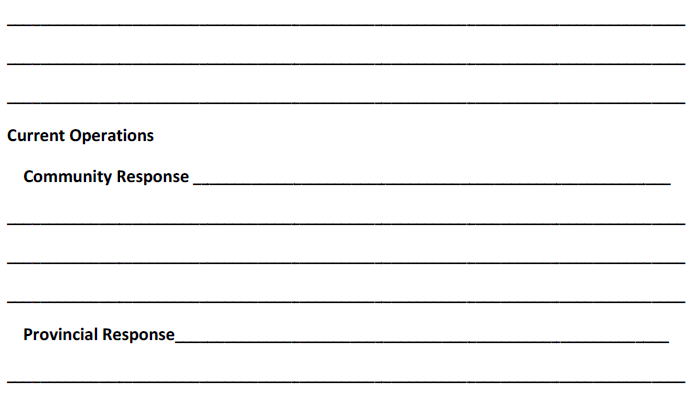 Current Operations
Community Response
Provincial Response